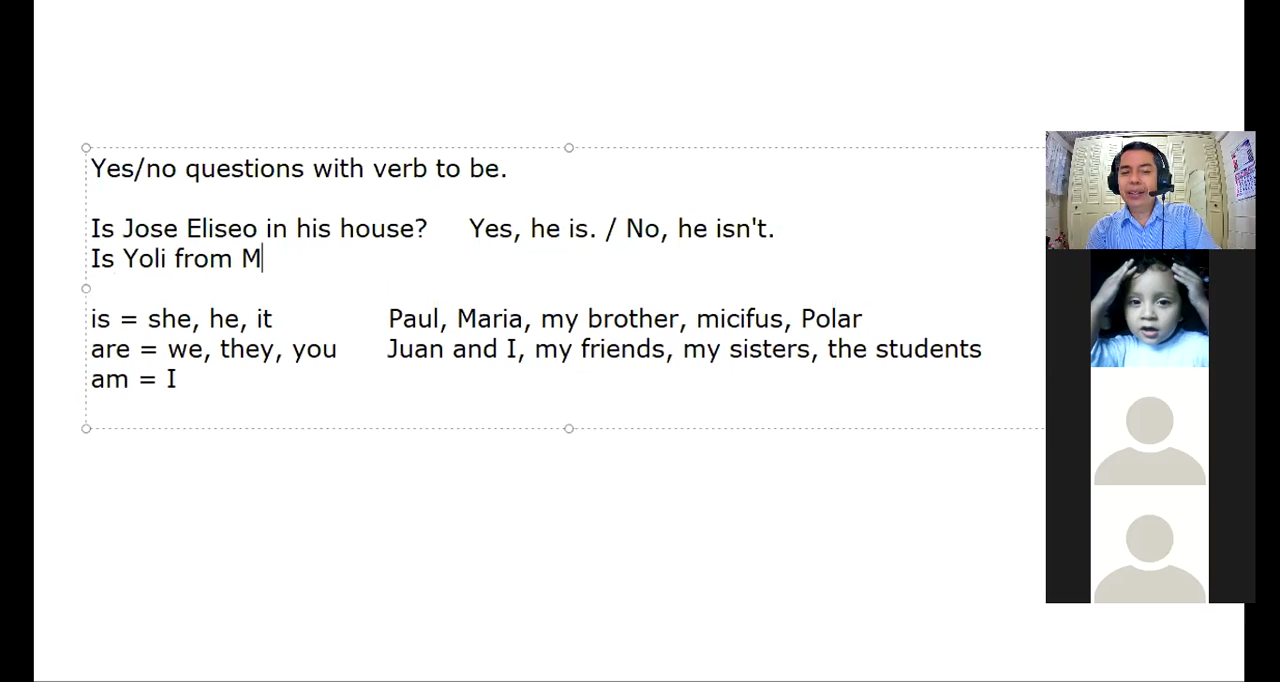 Yes/no questions with verb to be.
Is Jose Eliseo in his house? Yes, he is. / No, he isn't.
Is Yoli from M
is = she, he, it Paul, Maria, my brother, micifus, Polar
are = we, they, you Juan and I, my friends, my sisters, the students
am = I